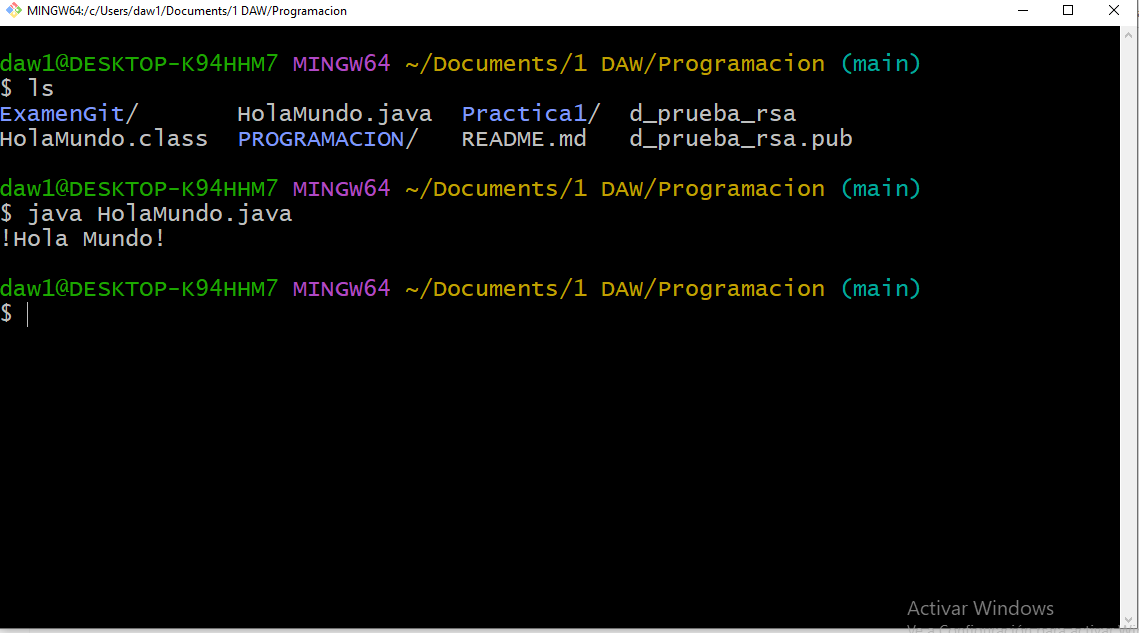 MINGW64:/c/Users/daw1/Documents/1 DAW/Programacion
daw1@DESKTOP-K94HHM7 MINGW64 ~/Documents/1 DAW/Programacion (main)
$ ls
ExamenGit/ HolaMundo.java Practica1/ d_prueba_rsa
HolaMundo.class PROGRAMACION/ README.md d_prueba_rsa.pub
daw1@DESKTOP-K94HHM7 MINGW64 ~/Documents/1 DAW/Programacion (main)
$ java HolaMundo.java
!Hola Mundo!
daw1@DESKTOP-K94HHM7 MINGW64 ~/Documents/1 DAW/Programacion (main)
$
Activar Windows